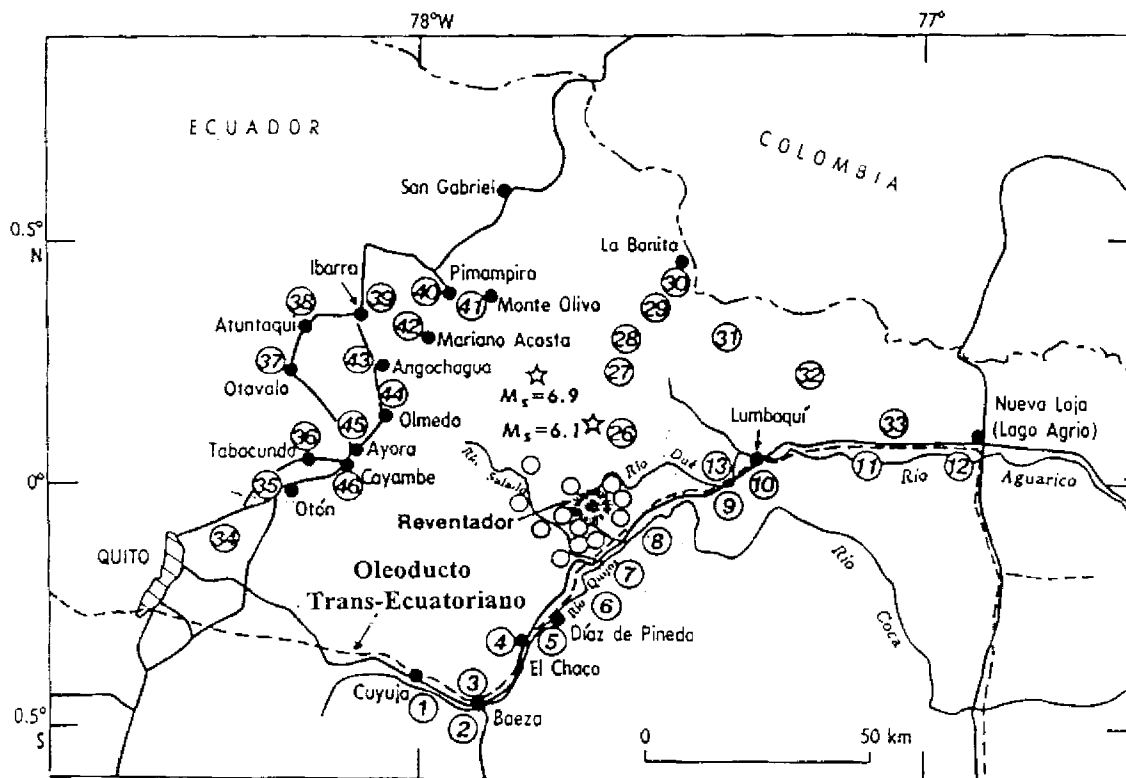 78°W
77°
ECUADOR
COLOMBIA
San Gabriel
0.5°
N
La Bonita
Ibarra
Pimampiro
38
39
40
41
30
Monte Olivo
29
Atuntaqui
42
Mariano Acosta
28
31
37
43
Angochagua
27
32
Otavalo
44
Ms=6.9
Olmedo
Nueva Loja
(Lago Agrio)
36
45
Ms=6.1
26
Lumbaquí
33
Tabacundo
Ayora
Río
Dué
13
11
Río
12
0°
35
46
Cayambe
Río
Salado
9
10
Aguarico
Otón
Reventador
34
8
QUITO
Oleoducto
Trans-Ecuatoriano
7
Río
Río Quijos
6
Coca
4
5
Díaz de Pineda
El Chaco
3
Cuyuja
1
2
Baeza
0.5°
S
0
50 km